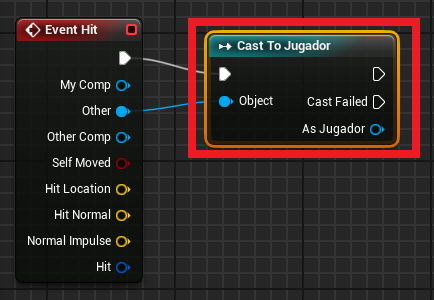 Event Hit
My Comp
Other
Other Comp
Self Moved
Hit Location
Hit Normal
Normal Impulse
Hit
Cast To Jugador
Object
Cast Failed
As Jugador